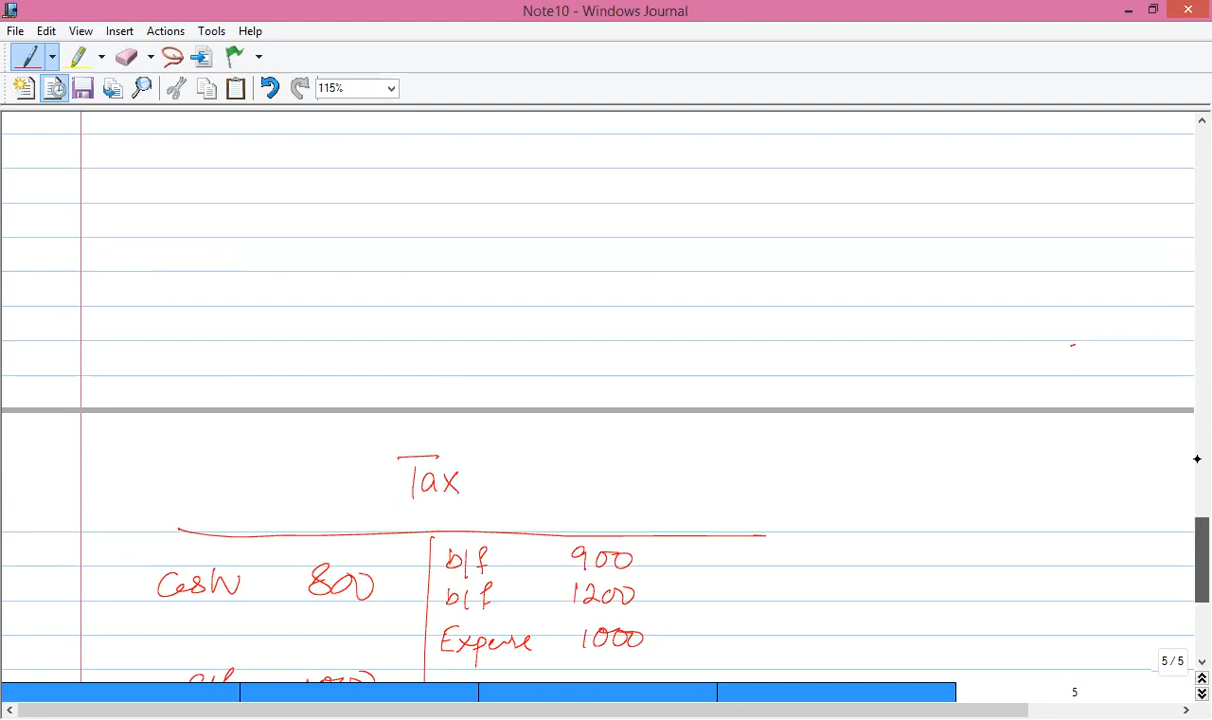 Note10 - Windows Journal
File Edit View Insert Actions Tools Help
115%
Tax
b/f 900
Cash 800
b/f 1200
Expense 1000
5 / 5
5